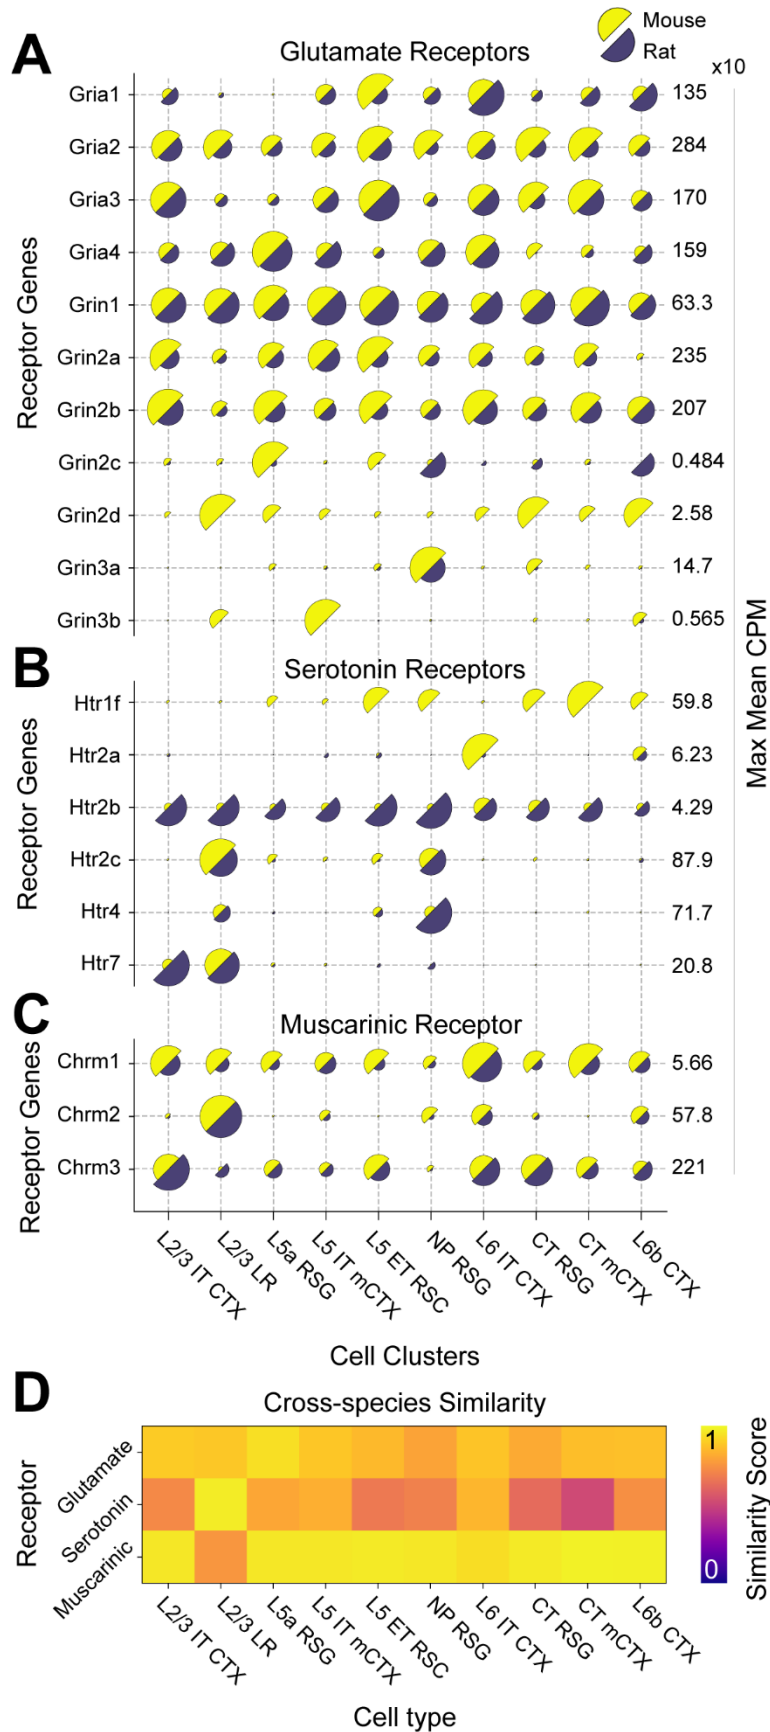 A
Glutamate Receptors
Mouse
Rat
x10
Receptor Genes
Gria1 135
Gria2 284
Gria3 170
Gria4 159
Grin1 63.3
Grin2a 235
Grin2b 207
Grin2c 0.484
Grin2d 2.58
Grin3a 14.7
Grin3b 0.565
Max Mean CPM
B
Serotonin Receptors
Receptor Genes
Htr1f 59.8
Htr2a 6.23
Htr2b 4.29
Htr2c 87.9
Htr4 71.7
Htr7 20.8
C
Muscarinic Receptor
Receptor Genes
Chrm1 5.66
Chrm2 57.8
Chrm3 221
L2/3 IT CTX
L2/3 LR
L5a RSG
L5 IT mCTX
L5 ET RSC
NP RSG
L6 IT CTX
CT RSG
CT mCTX
L6b CTX
Cell Clusters
D
Cross-species Similarity
Receptor
Glutamate
Serotonin
Muscarinic
1
0
Similarity Score
L2/3 IT CTX
L2/3 LR
L5a RSG
L5 IT mCTX
L5 ET RSC
NP RSG
L6 IT CTX
CT RSG
CT mCTX
L6b CTX
Cell type